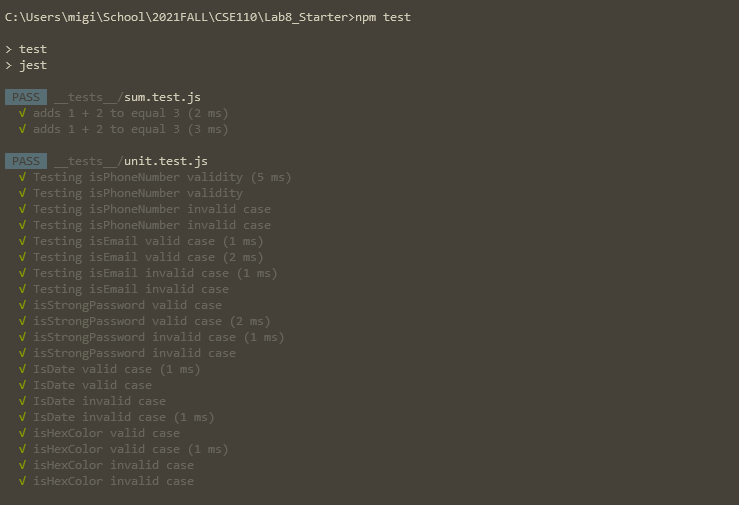 C:\Users\migi\School\2021FALL\CSE110\Lab8_Starter>npm test
> test
> jest
PASS __tests__/sum.test.js
√ adds 1 + 2 to equal 3 (2 ms)
√ adds 1 + 2 to equal 3 (3 ms)
PASS __tests__/unit.test.js
√ Testing isPhoneNumber validity (5 ms)
√ Testing isPhoneNumber validity
√ Testing isPhoneNumber invalid case
√ Testing isPhoneNumber invalid case
√ Testing isEmail valid case (1 ms)
√ Testing isEmail valid case (2 ms)
√ Testing isEmail invalid case (1 ms)
√ Testing isEmail invalid case
√ isStrongPassword valid case
√ isStrongPassword valid case (2 ms)
√ isStrongPassword invalid case (1 ms)
√ isStrongPassword invalid case
√ IsDate valid case (1 ms)
√ IsDate valid case
√ IsDate invalid case
√ IsDate invalid case (1 ms)
√ isHexColor valid case
√ isHexColor valid case (1 ms)
√ isHexColor invalid case
√ isHexColor invalid case